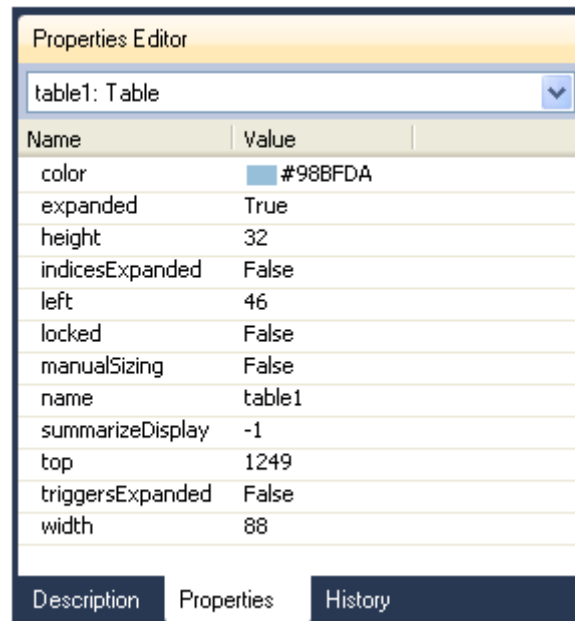 Properties Editor
table1: Table
Name Value
color #98BFDA
expanded True
height 32
indicesExpanded False
left 46
locked False
manualSizing False
name table1
summarizeDisplay -1
top 1249
triggersExpanded False
width 88
Description Properties History